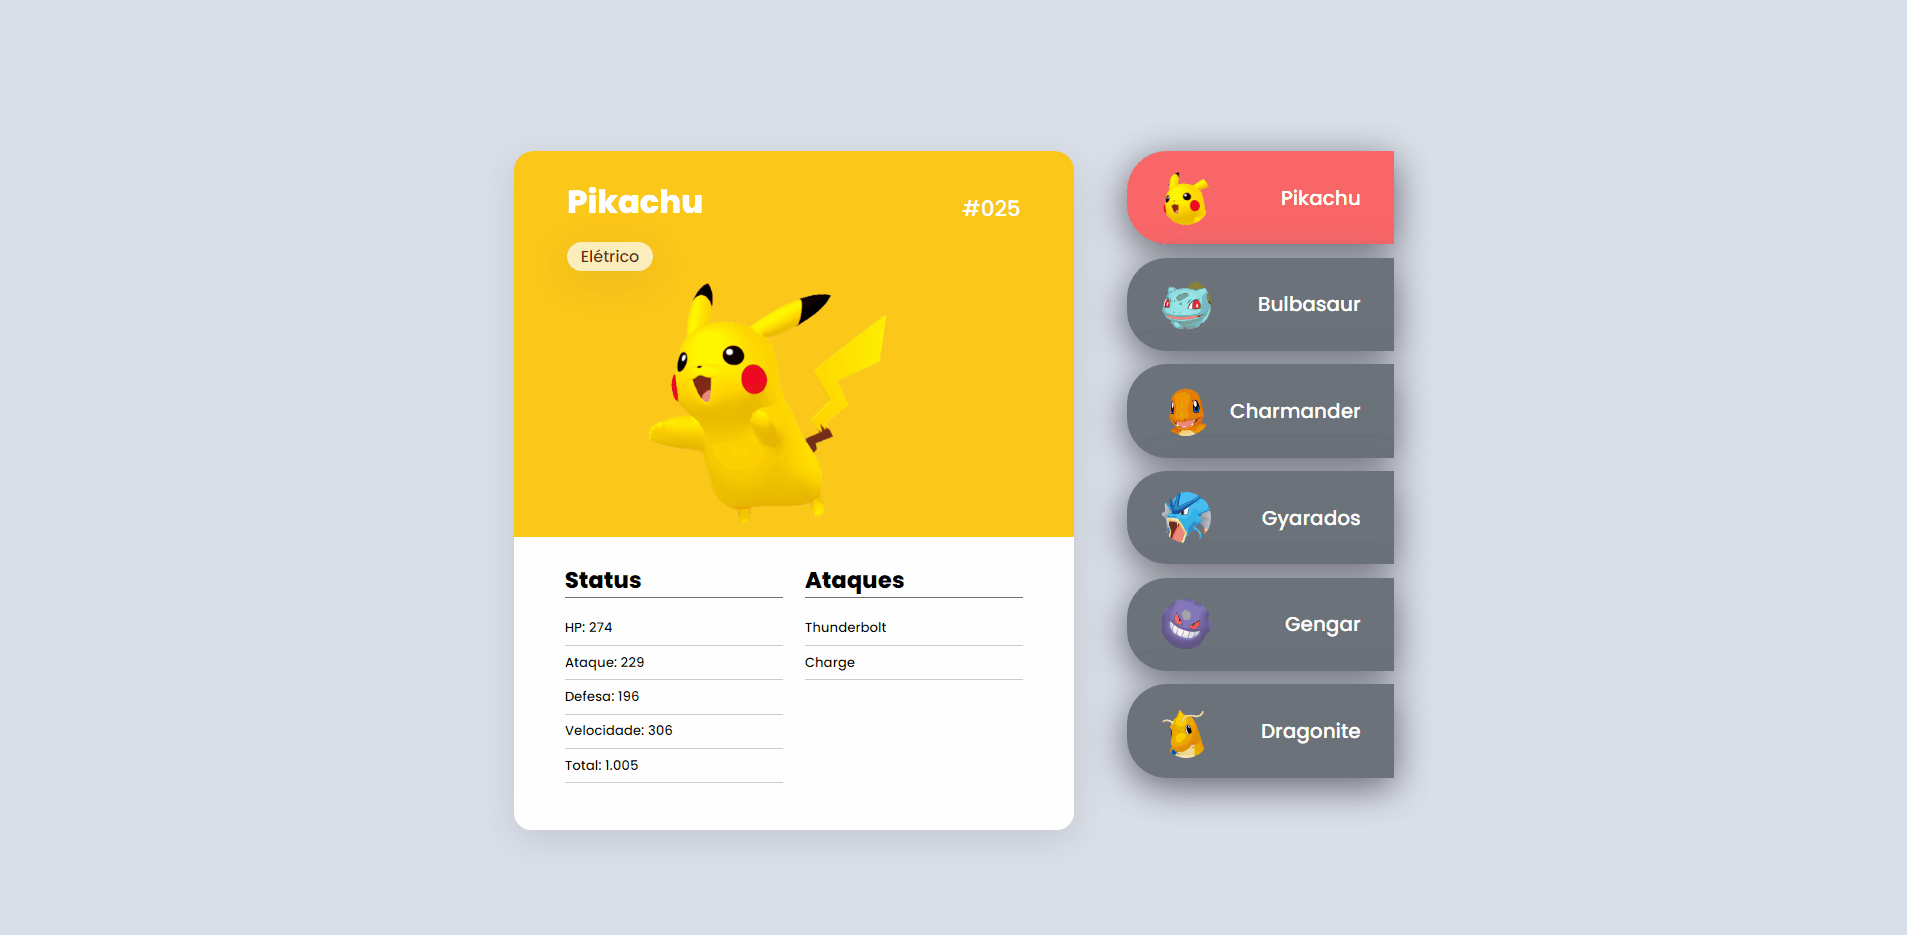 Pikachu
#025
Elétrico
Status
HP: 274
Ataque: 229
Defesa: 196
Velocidade: 306
Total: 1.005
Ataques
Thunderbolt
Charge
Pikachu
Bulbasaur
Charmander
Gyarados
Gengar
Dragonite